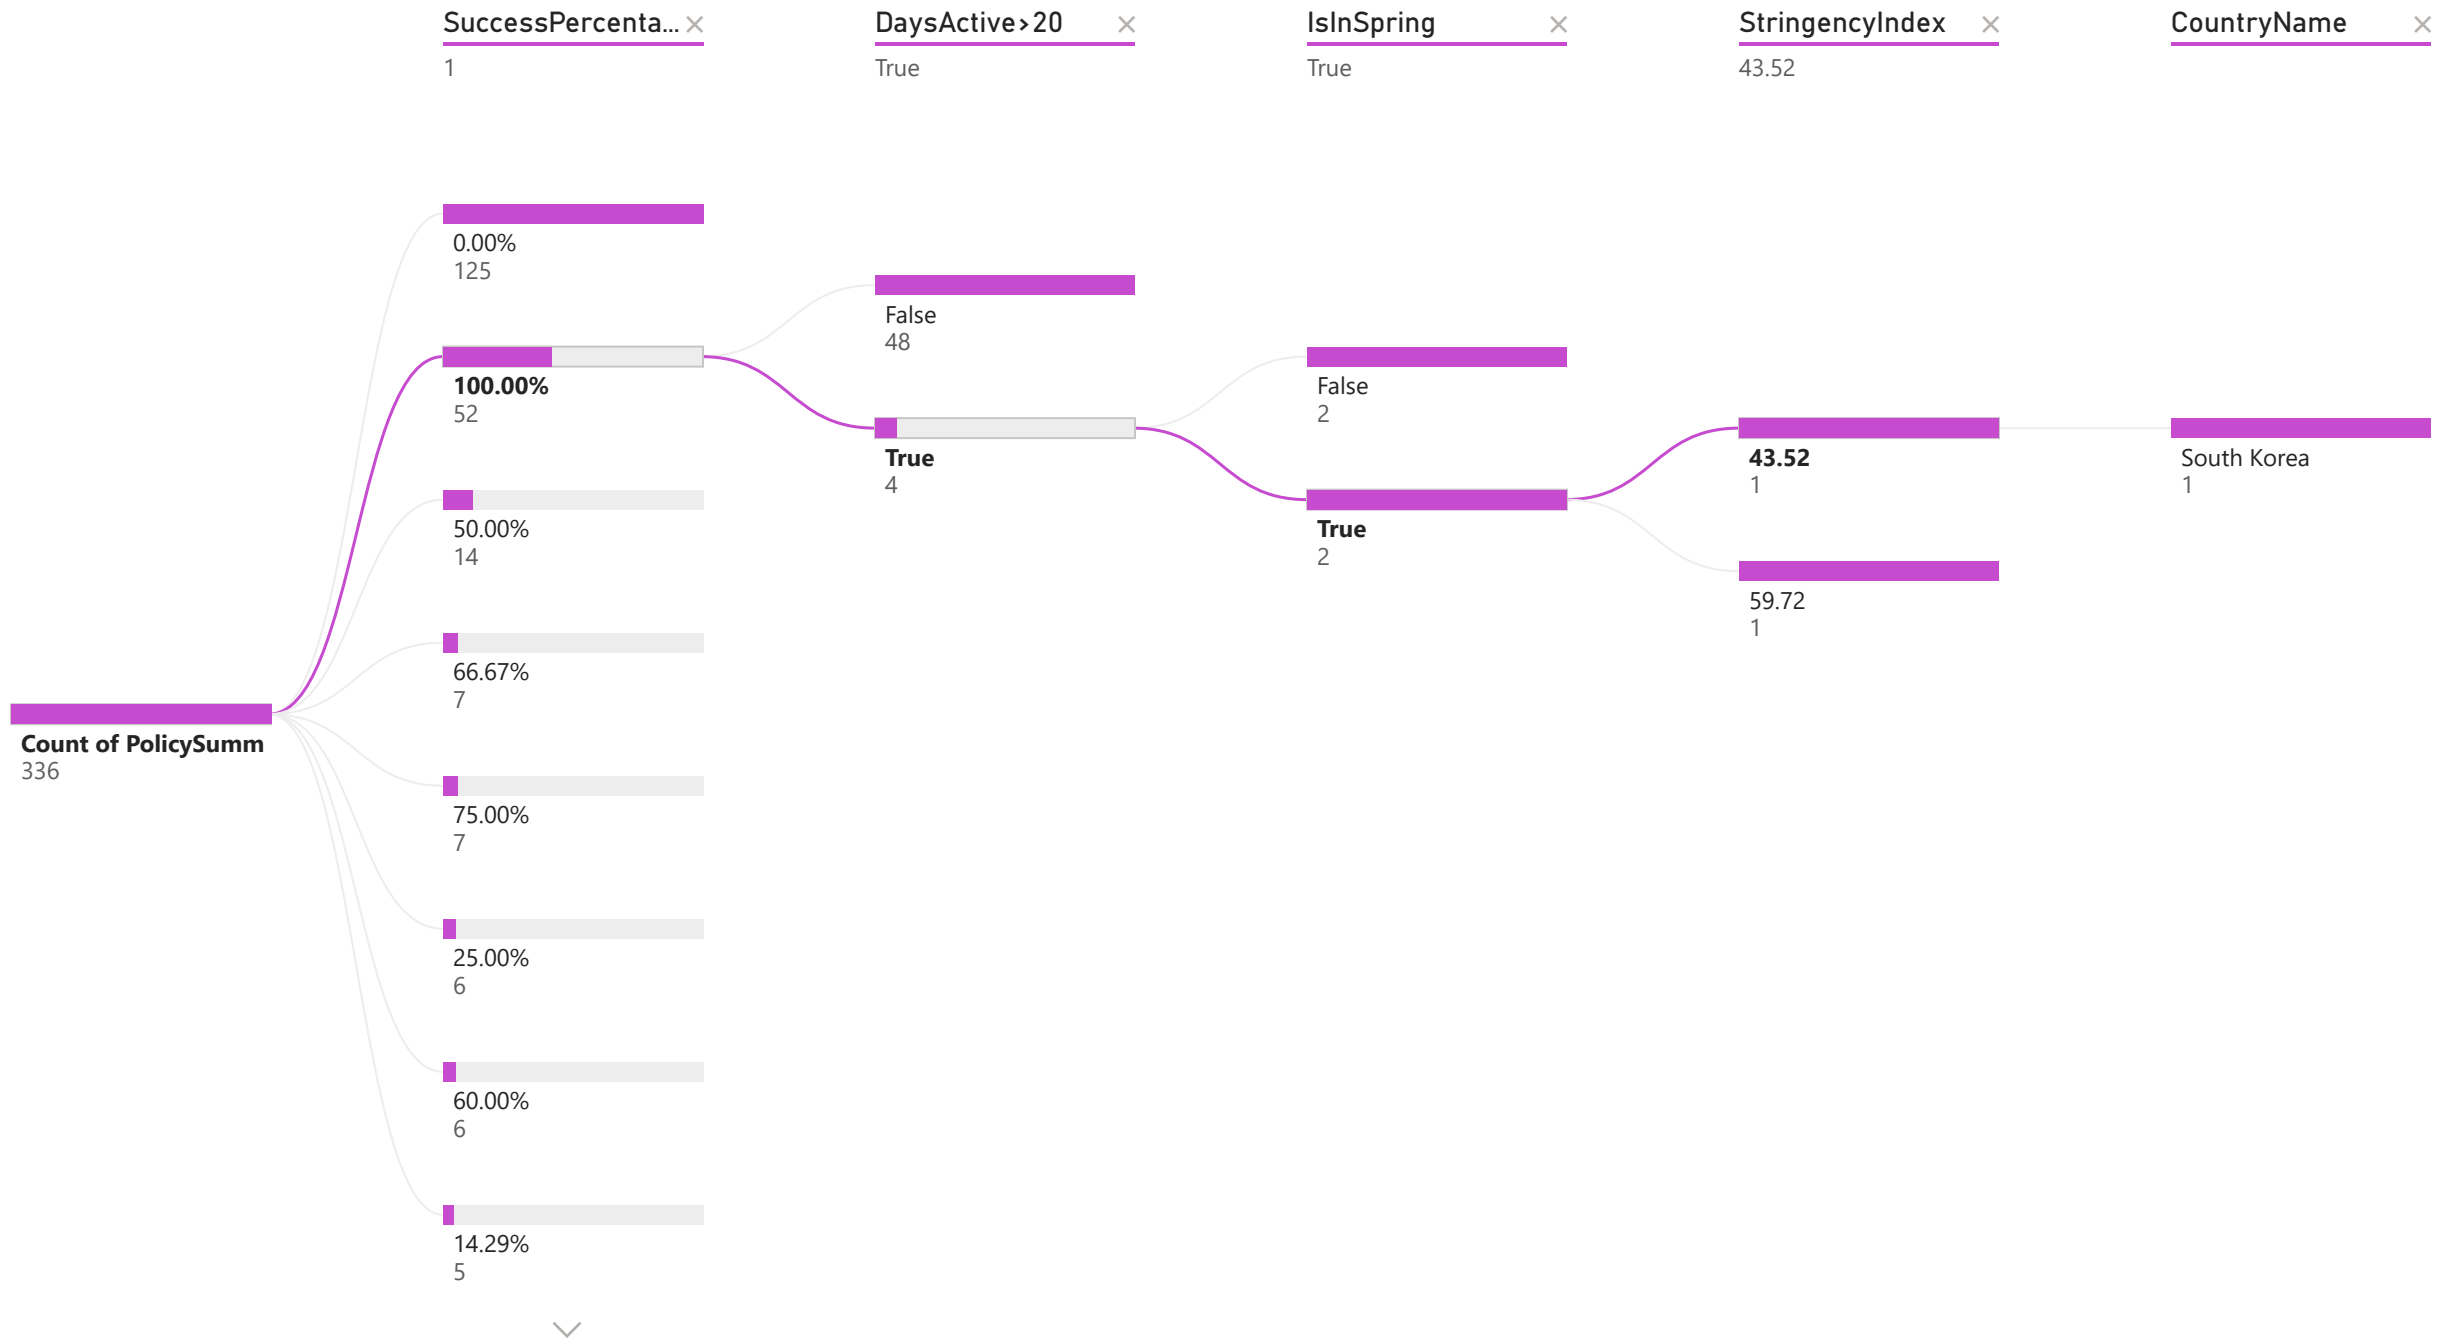 SuccessPercenta...
DaysActive>20
IsInSpring
StringencyIndex
CountryName
1
True
True
43.52
0.00%
125
100.00%
52
50.00%
14
66.67%
7
75.00%
7
25.00%
6
60.00%
6
14.29%
5
Count of PolicySumm
336
False
48
True
4
False
2
True
2
43.52
1
59.72
1
South Korea
1